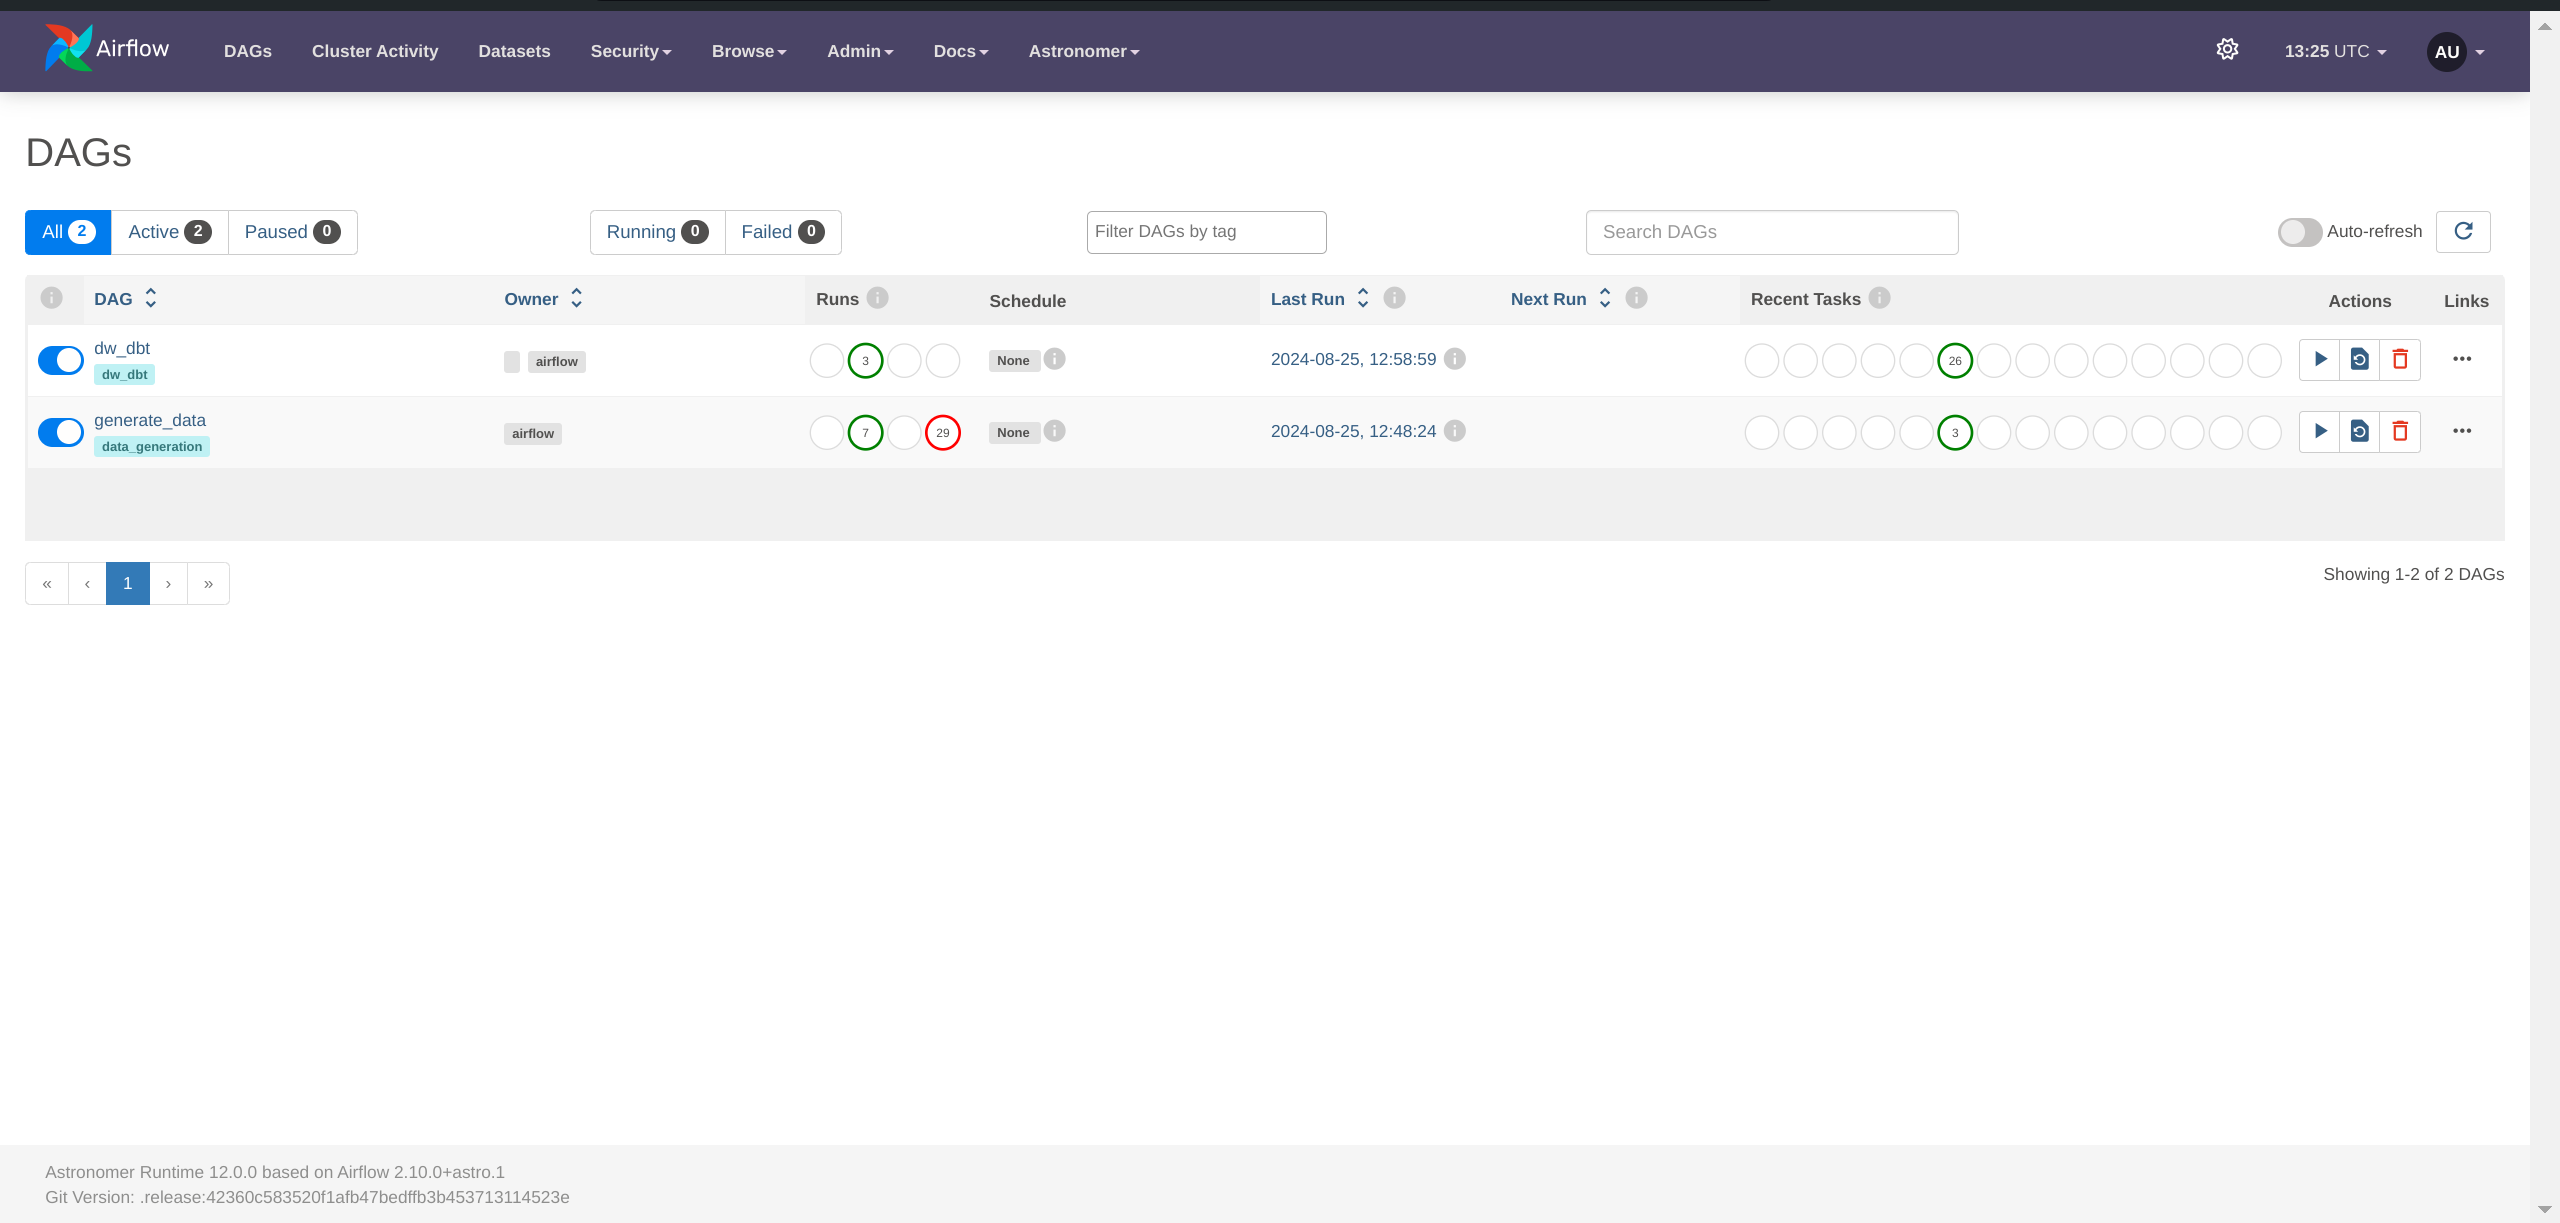 Airflow DAGs Cluster Activity Datasets Security Browse Admin Docs Astronomer 13:25 UTC AU
DAGs
All 2 Active 2 Paused 0 Running 0 Failed 0 Filter DAGs by tag Search DAGs Auto-refresh
DAG Owner Runs Schedule Last Run Next Run Recent Tasks Actions Links
dw_dbt
airflow 3 None 2024-08-25, 12:58:59 26
dw_dbt
generate_data
airflow 7 29 None 2024-08-25, 12:48:24 3
data_generation
« ‹ 1 › »
Showing 1-2 of 2 DAGs
Astronomer Runtime 12.0.0 based on Airflow 2.10.0+astro.1
Git Version: .release:42360c583520f1afb47bedffb3b453713114523e